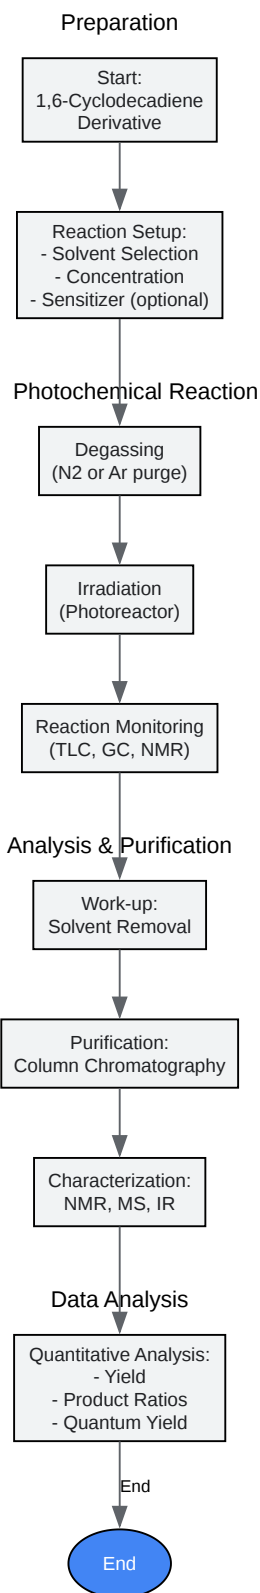 Preparation
Start:
1,6-Cyclodecadiene
Derivative
Reaction Setup:
- Solvent Selection
- Concentration
- Sensitizer (optional)
Photochemical Reaction
Degassing
(N2 or Ar purge)
Irradiation
(Photoreactor)
Reaction Monitoring
(TLC, GC, NMR)
Analysis & Purification
Work-up:
Solvent Removal
Purification:
Column Chromatography
Characterization:
NMR, MS, IR
Data Analysis
Quantitative Analysis:
- Yield
- Product Ratios
- Quantum Yield
End
End